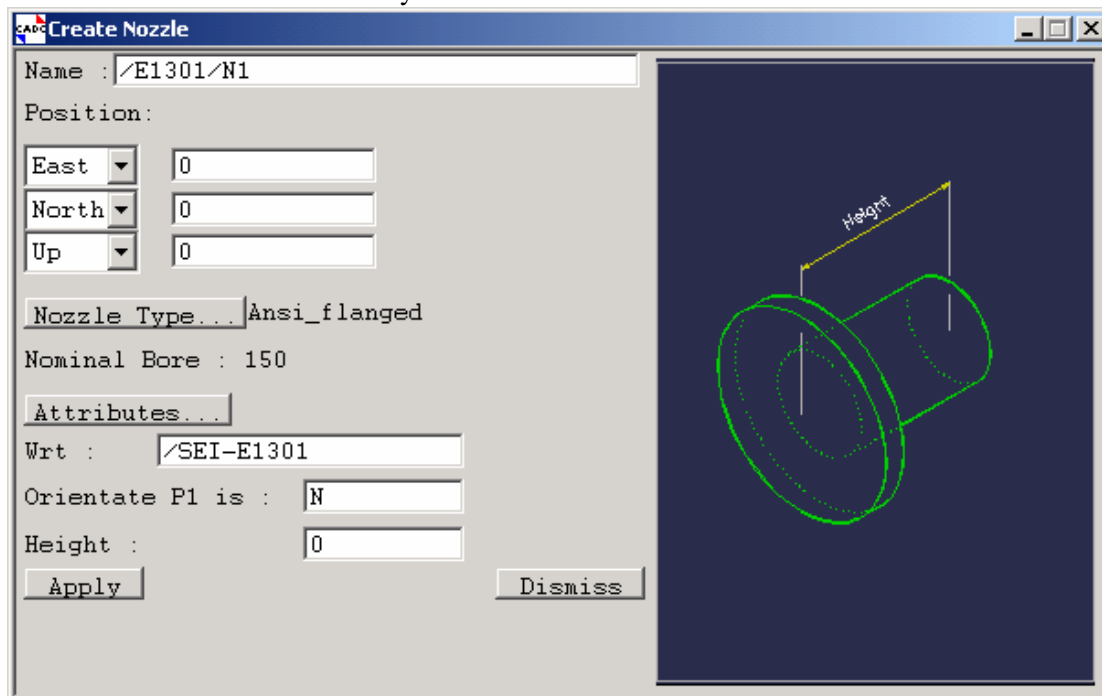 y
CADC Create Nozzle
Name : /E1301/N1
Position:
East 0
North 0
Up 0
Nozzle Type... Ansi_flanged
Nominal Bore : 150
Attributes...
Wrt : /SEI-E1301
Orientate P1 is : N
Height : 0
Apply Dismiss
Height